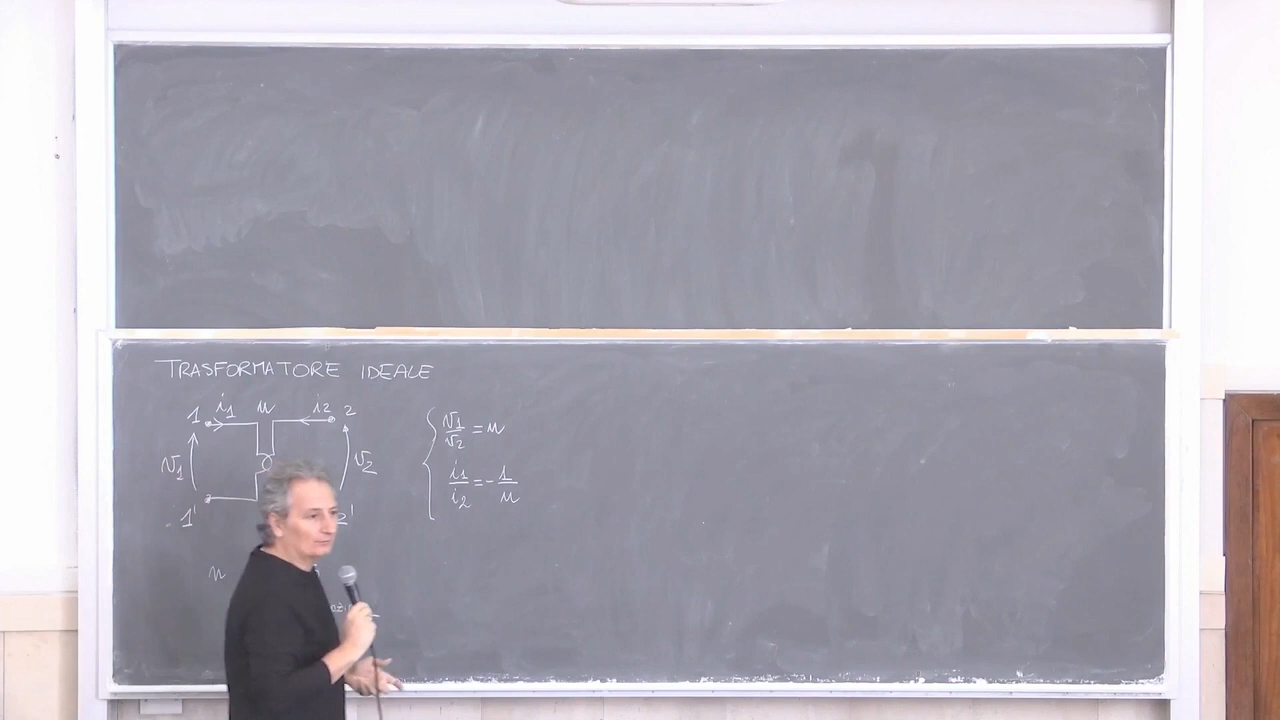 TRASFORMATORE IDEALE
1 i1 n i2 2
v1 v2
1' 2'
v1/v2 = n
i1/i2 = - 1/n
n